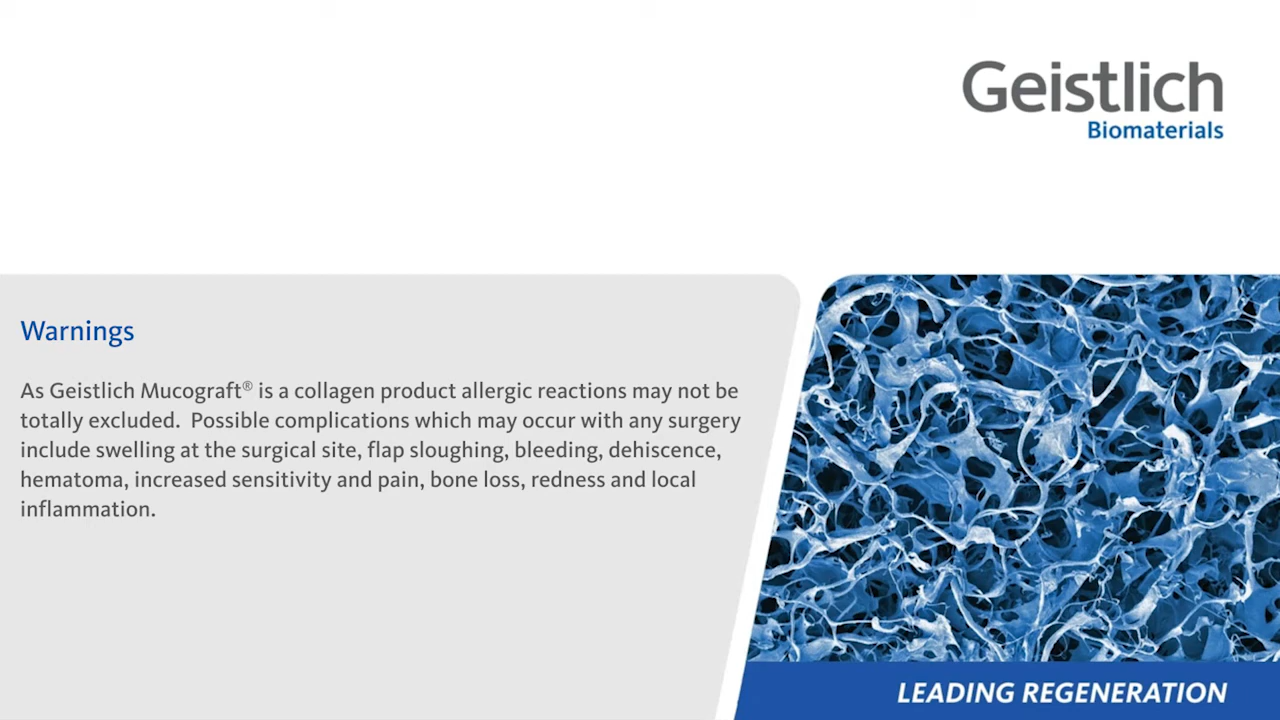 Geistlich
Biomaterials
Warnings
As Geistlich Mucograft® is a collagen product allergic reactions may not be
totally excluded.  Possible complications which may occur with any surgery
include swelling at the surgical site, flap sloughing, bleeding, dehiscence,
hematoma, increased sensitivity and pain, bone loss, redness and local
inflammation.
LEADING REGENERATION